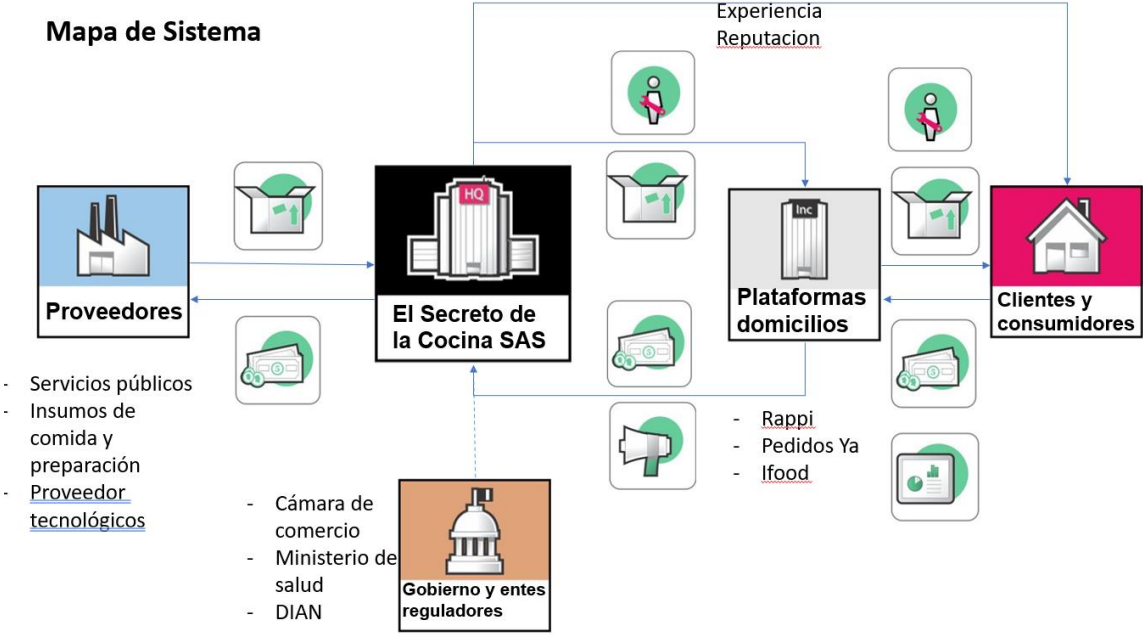 Mapa de Sistema
Experiencia
Reputacion
HQ
Inc
Proveedores
El Secreto de
la Cocina SAS
Plataformas
domicilios
Clientes y
consumidores
- Servicios públicos
- Insumos de
comida y
preparación
- Proveedor
tecnológicos
- Rappi
- Pedidos Ya
- Ifood
- Cámara de
comercio
- Ministerio de
salud
- DIAN
Gobierno y entes
reguladores